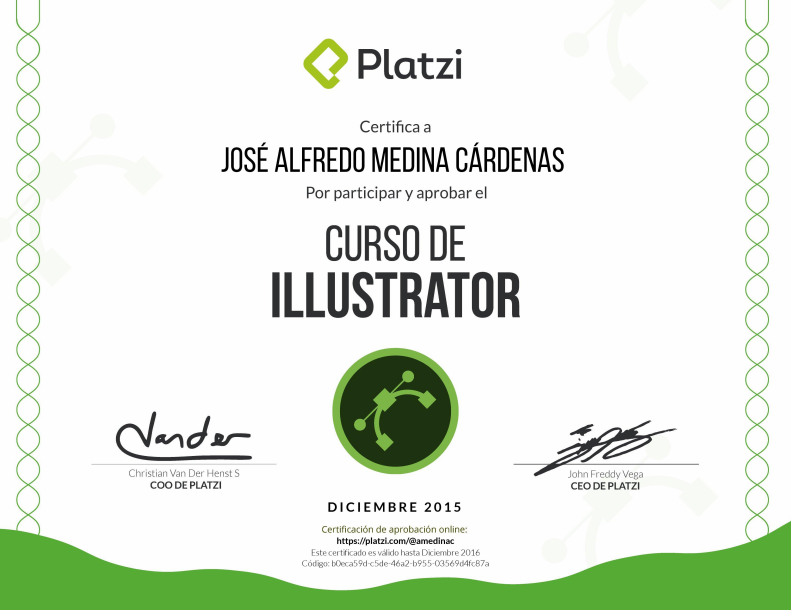 Platzi
Certifica a
JOSÉ ALFREDO MEDINA CÁRDENAS
Por participar y aprobar el
CURSO DE
ILLUSTRATOR
Vander
Christian Van Der Henst S
COO DE PLATZI
John Freddy Vega
CEO DE PLATZI
DICIEMBRE 2015
Certificación de aprobación online:
https://platzi.com/@amedinac
Este certificado es válido hasta Diciembre 2016
Código: b0eca59d-c5de-46a2-b955-03569d4fc87a